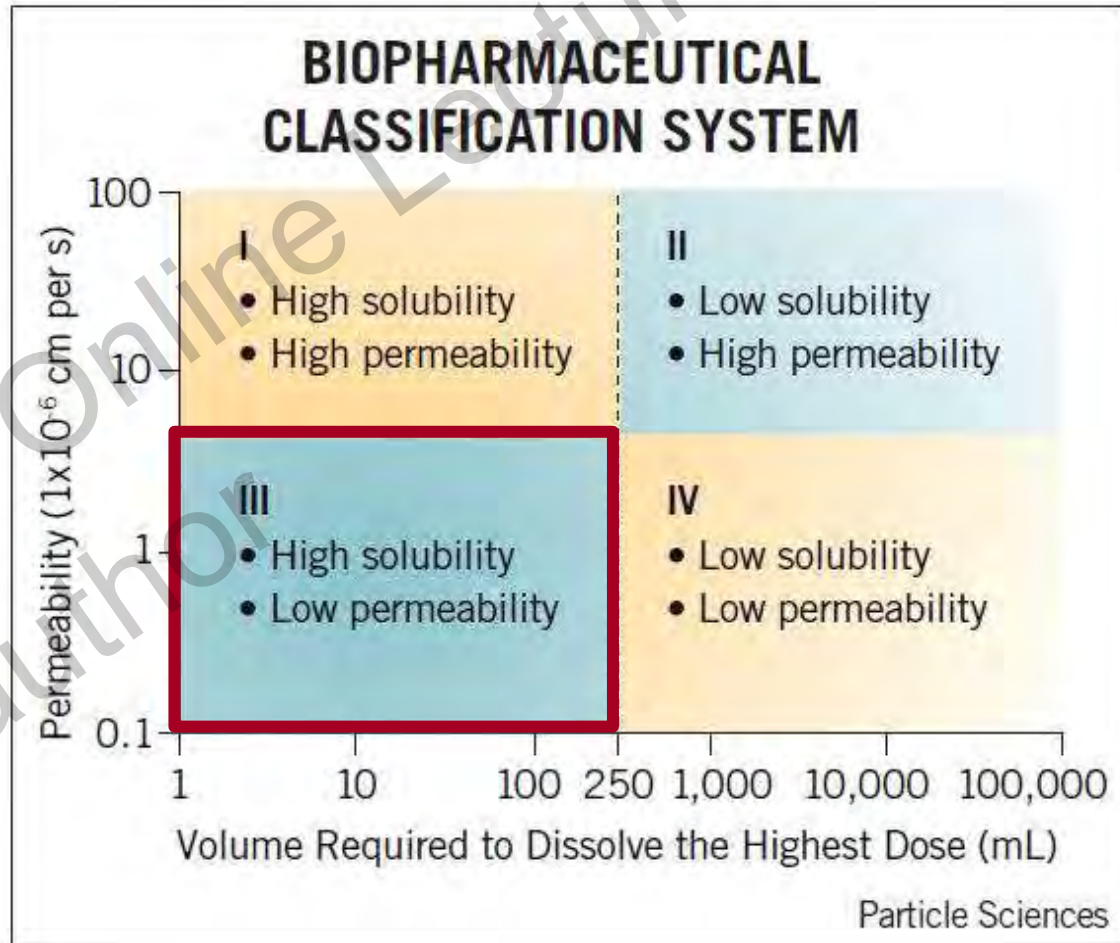 BIOPHARMACEUTICAL
CLASSIFICATION SYSTEM
Permeability (1x10⁻⁶ cm per s)
100
10
1
0.1
I
• High solubility
• High permeability
II
• Low solubility
• High permeability
III
• High solubility
• Low permeability
IV
• Low solubility
• Low permeability
1 10 100 250 1,000 10,000 100,000
Volume Required to Dissolve the Highest Dose (mL)
Particle Sciences
Online
author